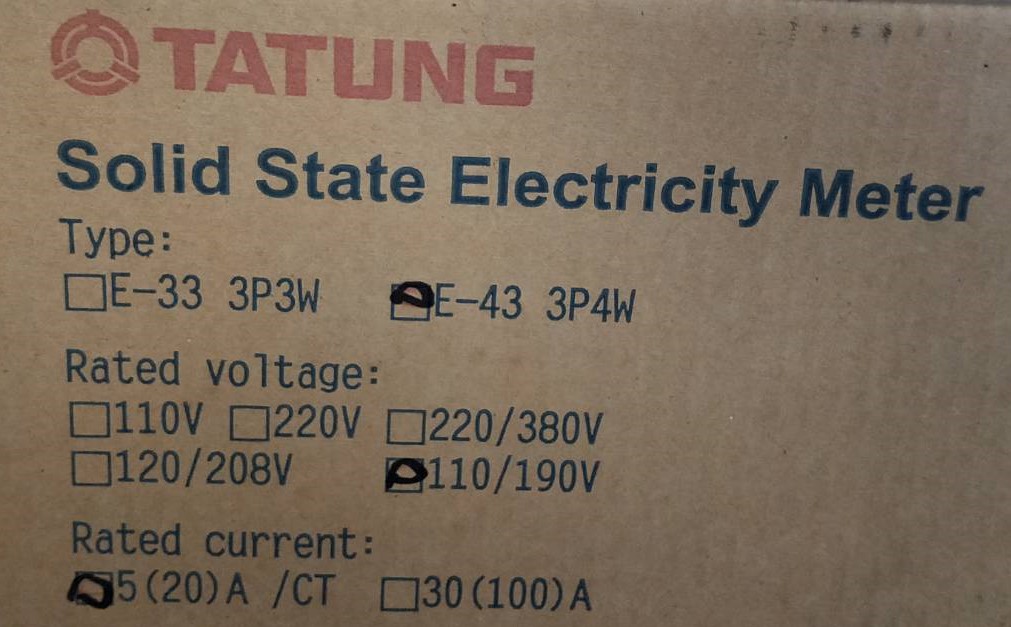 TATUNG
Solid State Electricity Meter
Type:
□E-33 3P3W ☑E-43 3P4W
Rated voltage:
□110V □220V □220/380V
□120/208V ☑110/190V
Rated current:
☑5(20)A /CT □30(100)A